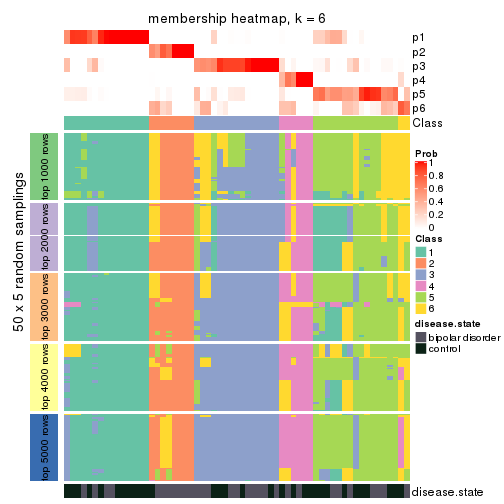 membership heatmap, k = 6
p1
p2
p3
p4
p5
p6
Class
50 x 5 random samplings
top 1000 rows
top 2000 rows
top 3000 rows
top 4000 rows
top 5000 rows
Prob
1
0.8
0.6
0.4
0.2
0
Class
1
2
3
4
5
6
disease.state
bipolar disorder
control
disease.state